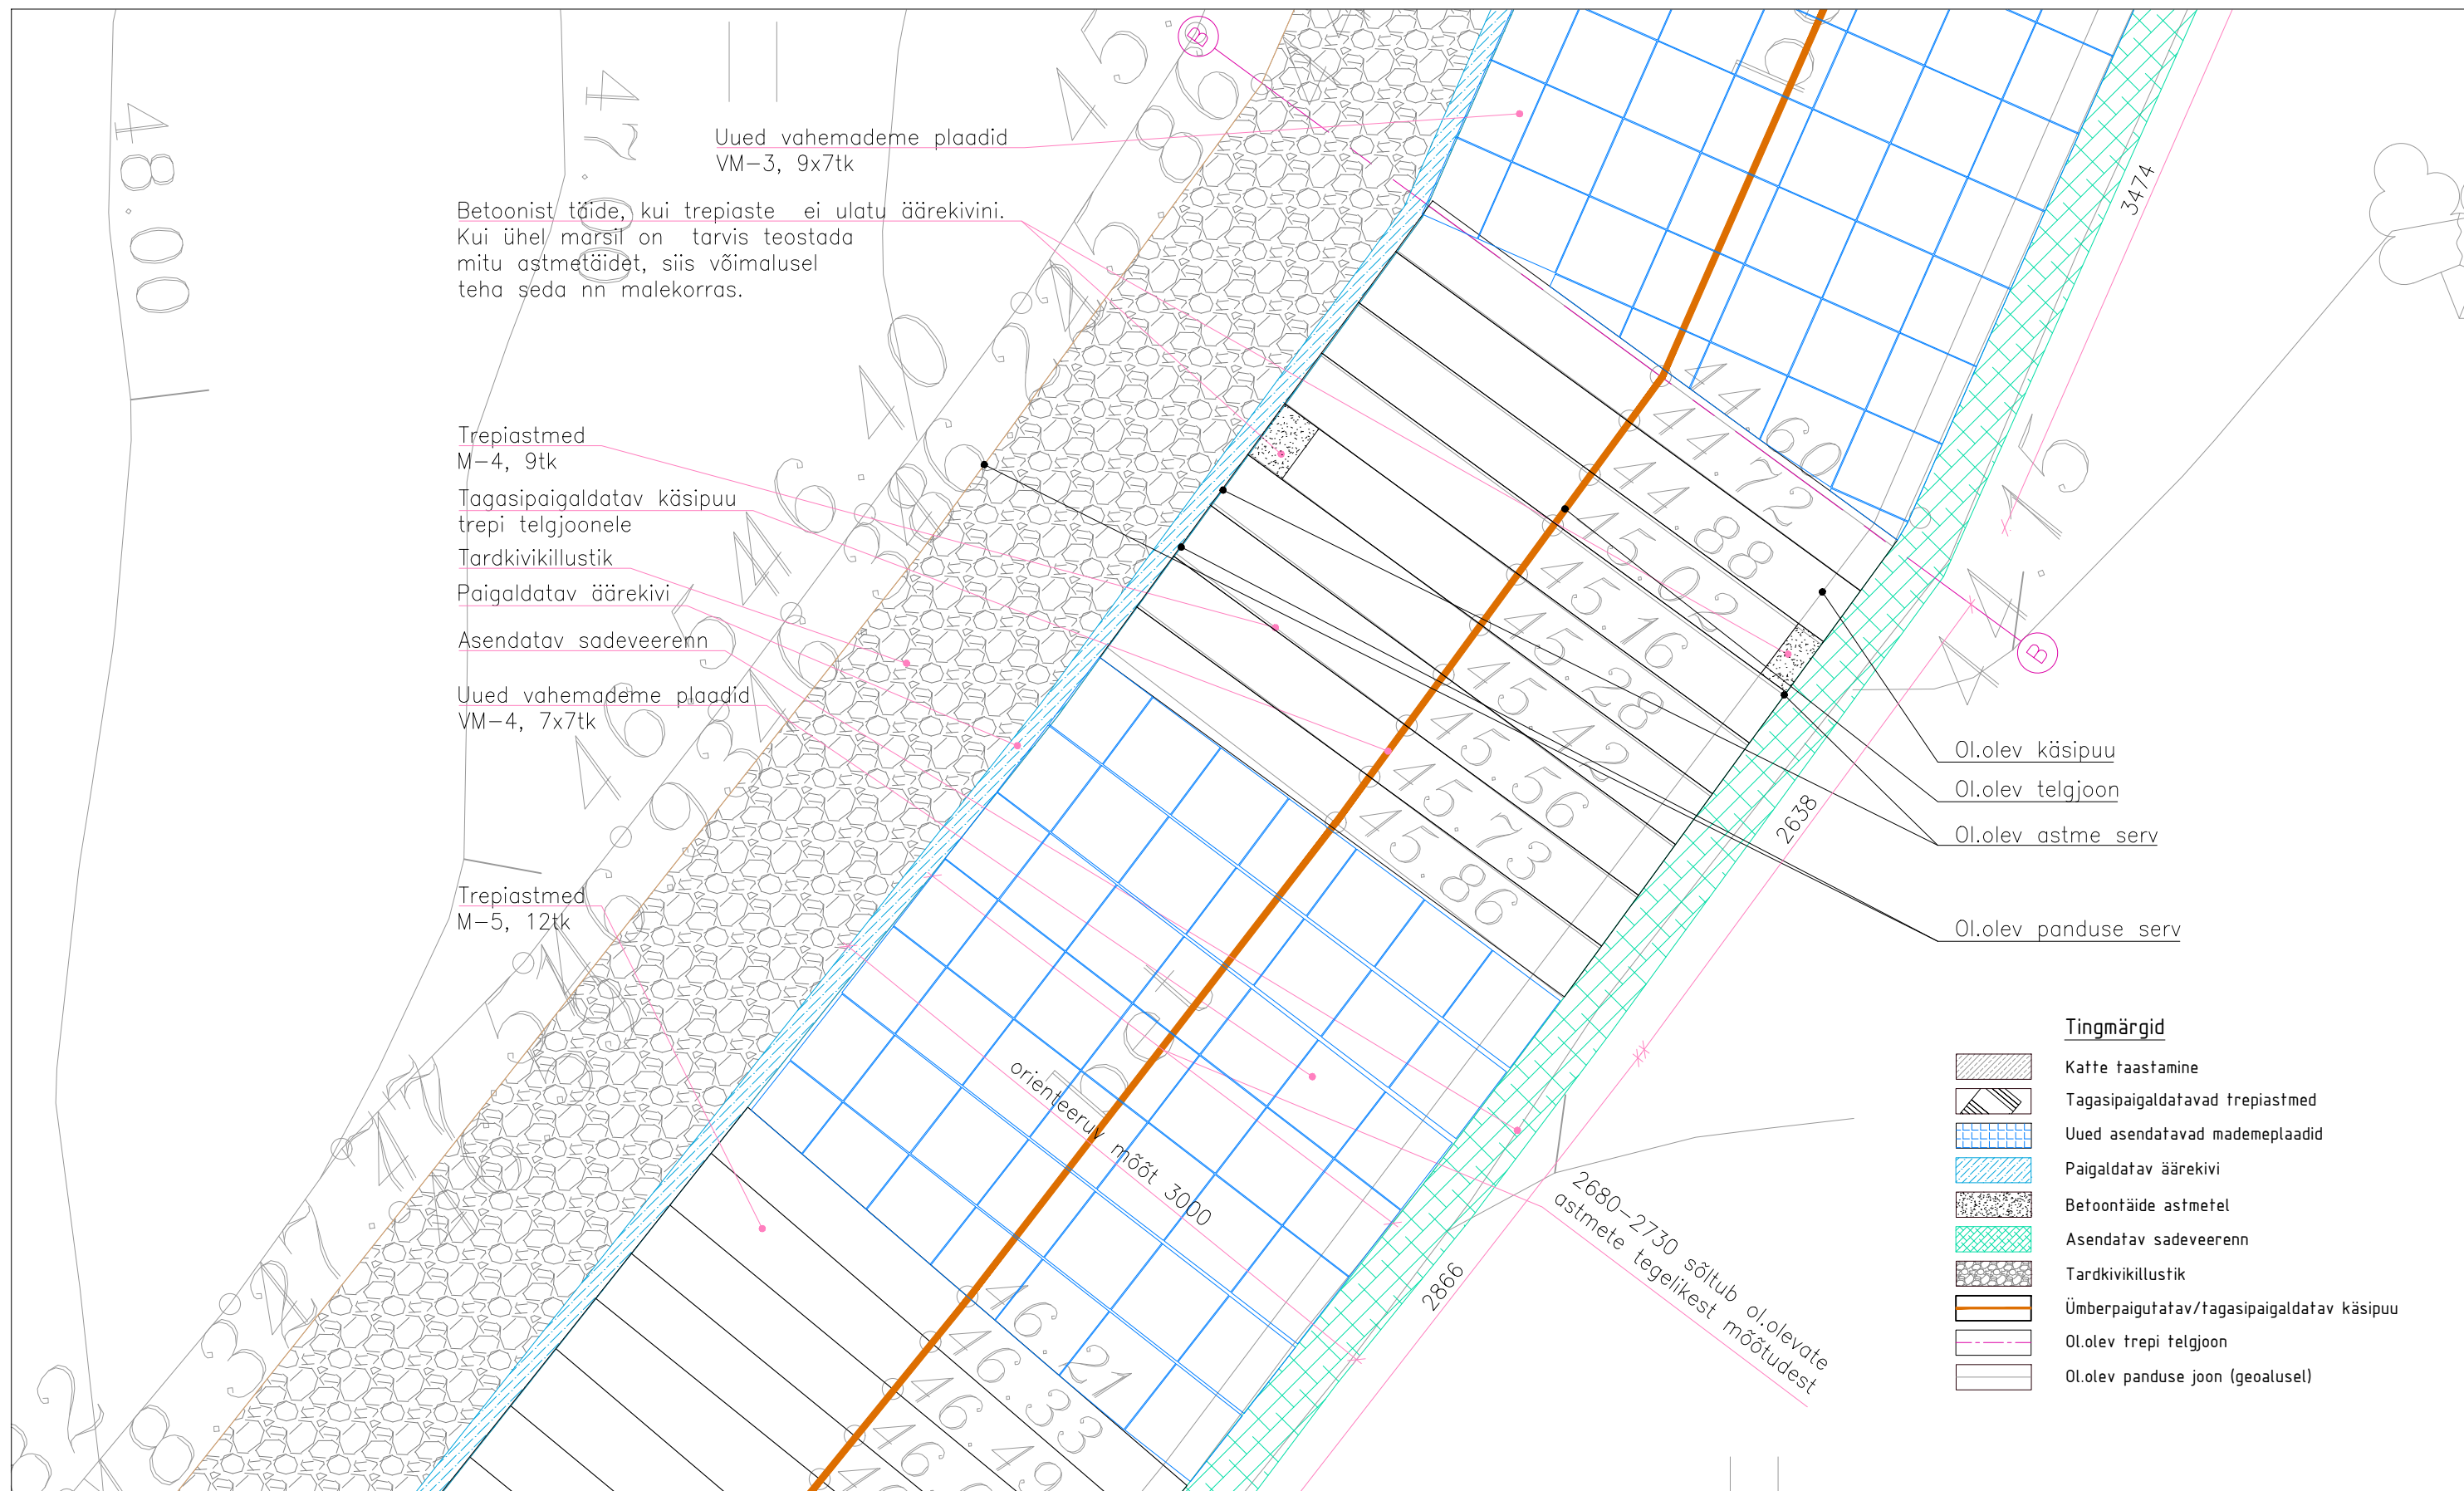 Uued vahemademe plaadid
VM-3, 9x7tk
Betoonist täide, kui trepiaste ei ulatu äärekivini.
Kui ühel marsil on tarvis teostada
mitu astmetäidet, siis võimalusel
teha seda nn malekorras.
Trepiastmed
M-4, 9tk
Tagasipaigaldatav käsipuu
trepi telgjoonele
Tardkivikillustik
Paigaldatav äärekivi
Asendatav sadeveerenn
Uued vahemademe plaadid
VM-4, 7x7tk
Trepiastmed
M-5, 12tk
48.00
47.00
B
B
3474
2638
2866
44.60
44.72
44.88
45.02
45.16
45.28
45.42
45.56
45.73
45.86
46.21
46.33
46.49
orienteeruv mõõt 3000
2680-2730 sõltub ol.olevate
astmete tegelikest mõõtudest
Ol.olev käsipuu
Ol.olev telgjoon
Ol.olev astme serv
Ol.olev panduse serv
Tingmärgid
Katte taastamine
Tagasipaigaldatavad trepiastmed
Uued asendatavad mademeplaadid
Paigaldatav äärekivi
Betoontäide astmetel
Asendatav sadeveerenn
Tardkivikillustik
Ümberpaigutatav/tagasipaigaldatav käsipuu
Ol.olev trepi telgjoon
Ol.olev panduse joon (geoalusel)